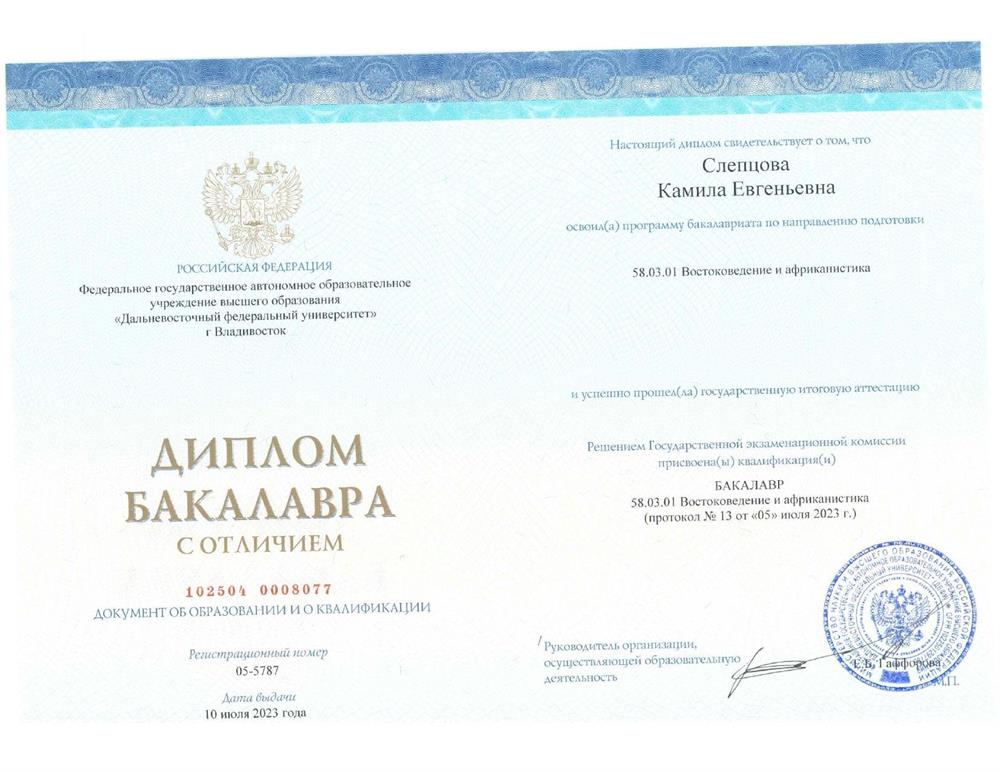 РОССИЙСКАЯ ФЕДЕРАЦИЯ
Федеральное государственное автономное образовательное
учреждение высшего образования
«Дальневосточный федеральный университет»
г Владивосток
ДИПЛОМ
БАКАЛАВРА
С ОТЛИЧИЕМ
102504 0008077
ДОКУМЕНТ ОБ ОБРАЗОВАНИИ И О КВАЛИФИКАЦИИ
Регистрационный номер
05-5787
Дата выдачи
10 июля 2023 года
Настоящий диплом свидетельствует о том, что
Слепцова
Камила Евгеньевна
освоил(а) программу бакалавриата по направлению подготовки
58.03.01 Востоковедение и африканистика
и успешно прошел(ла) государственную итоговую аттестацию
Решением Государственной экзаменационной комиссии
присвоена(ы) квалификация(и)
БАКАЛАВР
58.03.01 Востоковедение и африканистика
(протокол № 13 от «05» июля 2023 г.)
Руководитель организации,
осуществляющей образовательную
деятельность
Е.Б. Гаффорова
М.П.